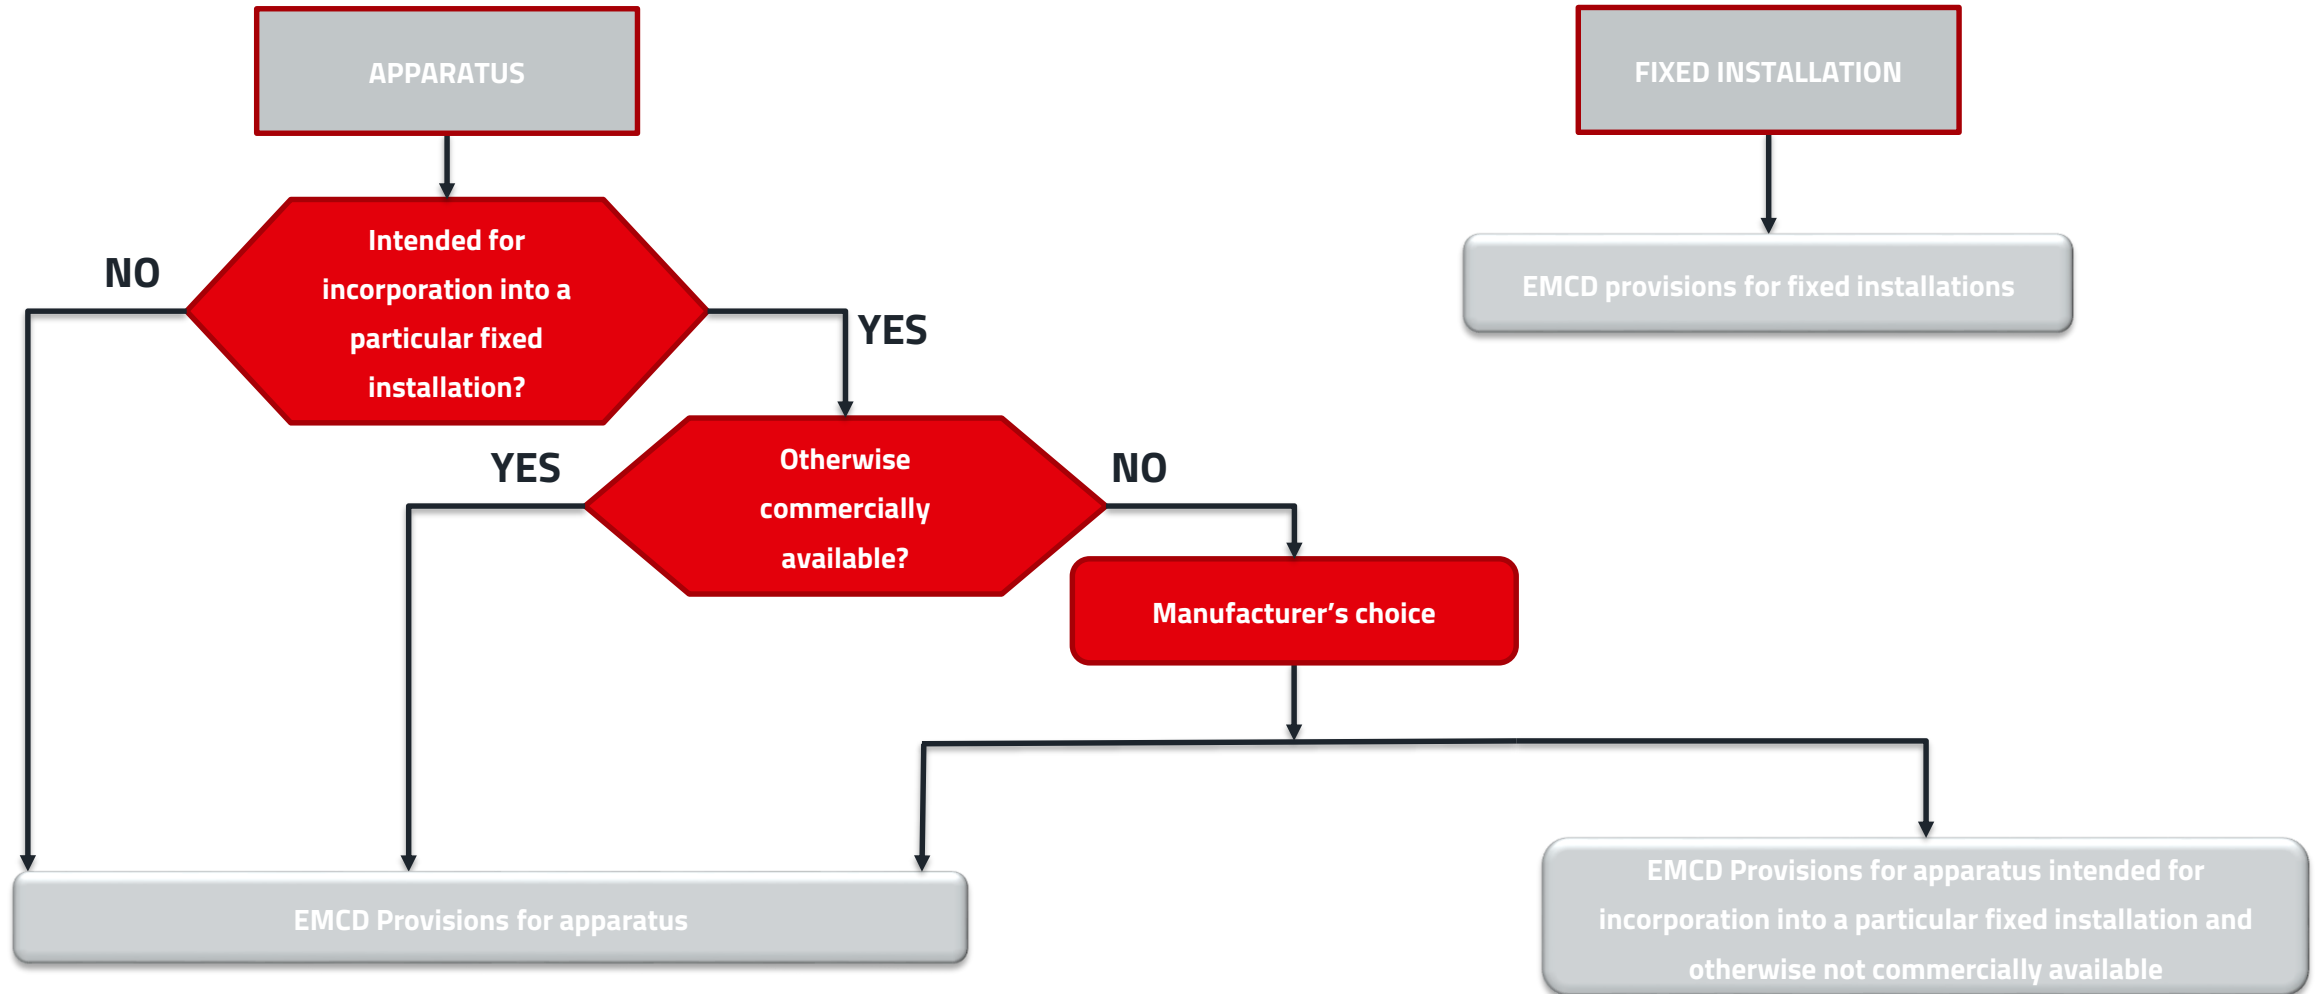 APPARATUS
FIXED INSTALLATION
Intended for
incorporation into a
particular fixed
installation?
NO
YES
EMCD provisions for fixed installations
Otherwise
commercially
available?
YES
NO
Manufacturer’s choice
EMCD Provisions for apparatus
EMCD Provisions for apparatus intended for
incorporation into a particular fixed installation and
otherwise not commercially available